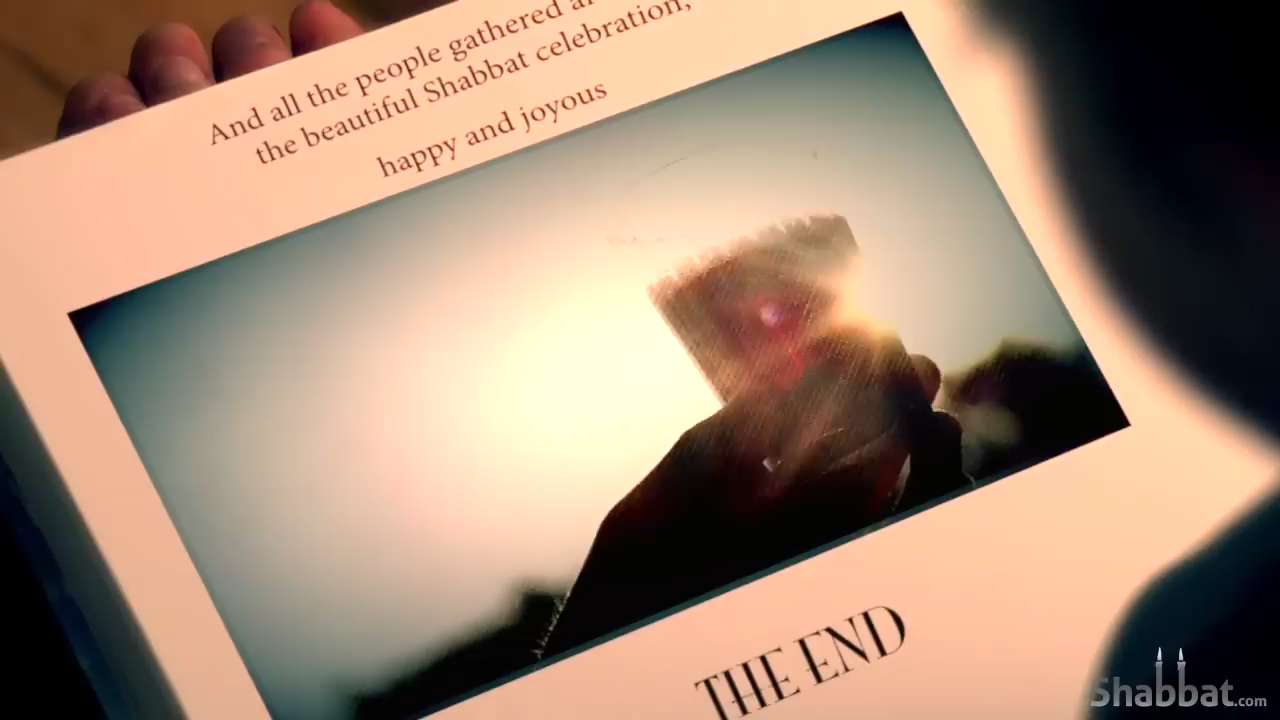 And all the people gathered
the beautiful Shabbat celebration,
happy and joyous
THE END
Shabbat.com